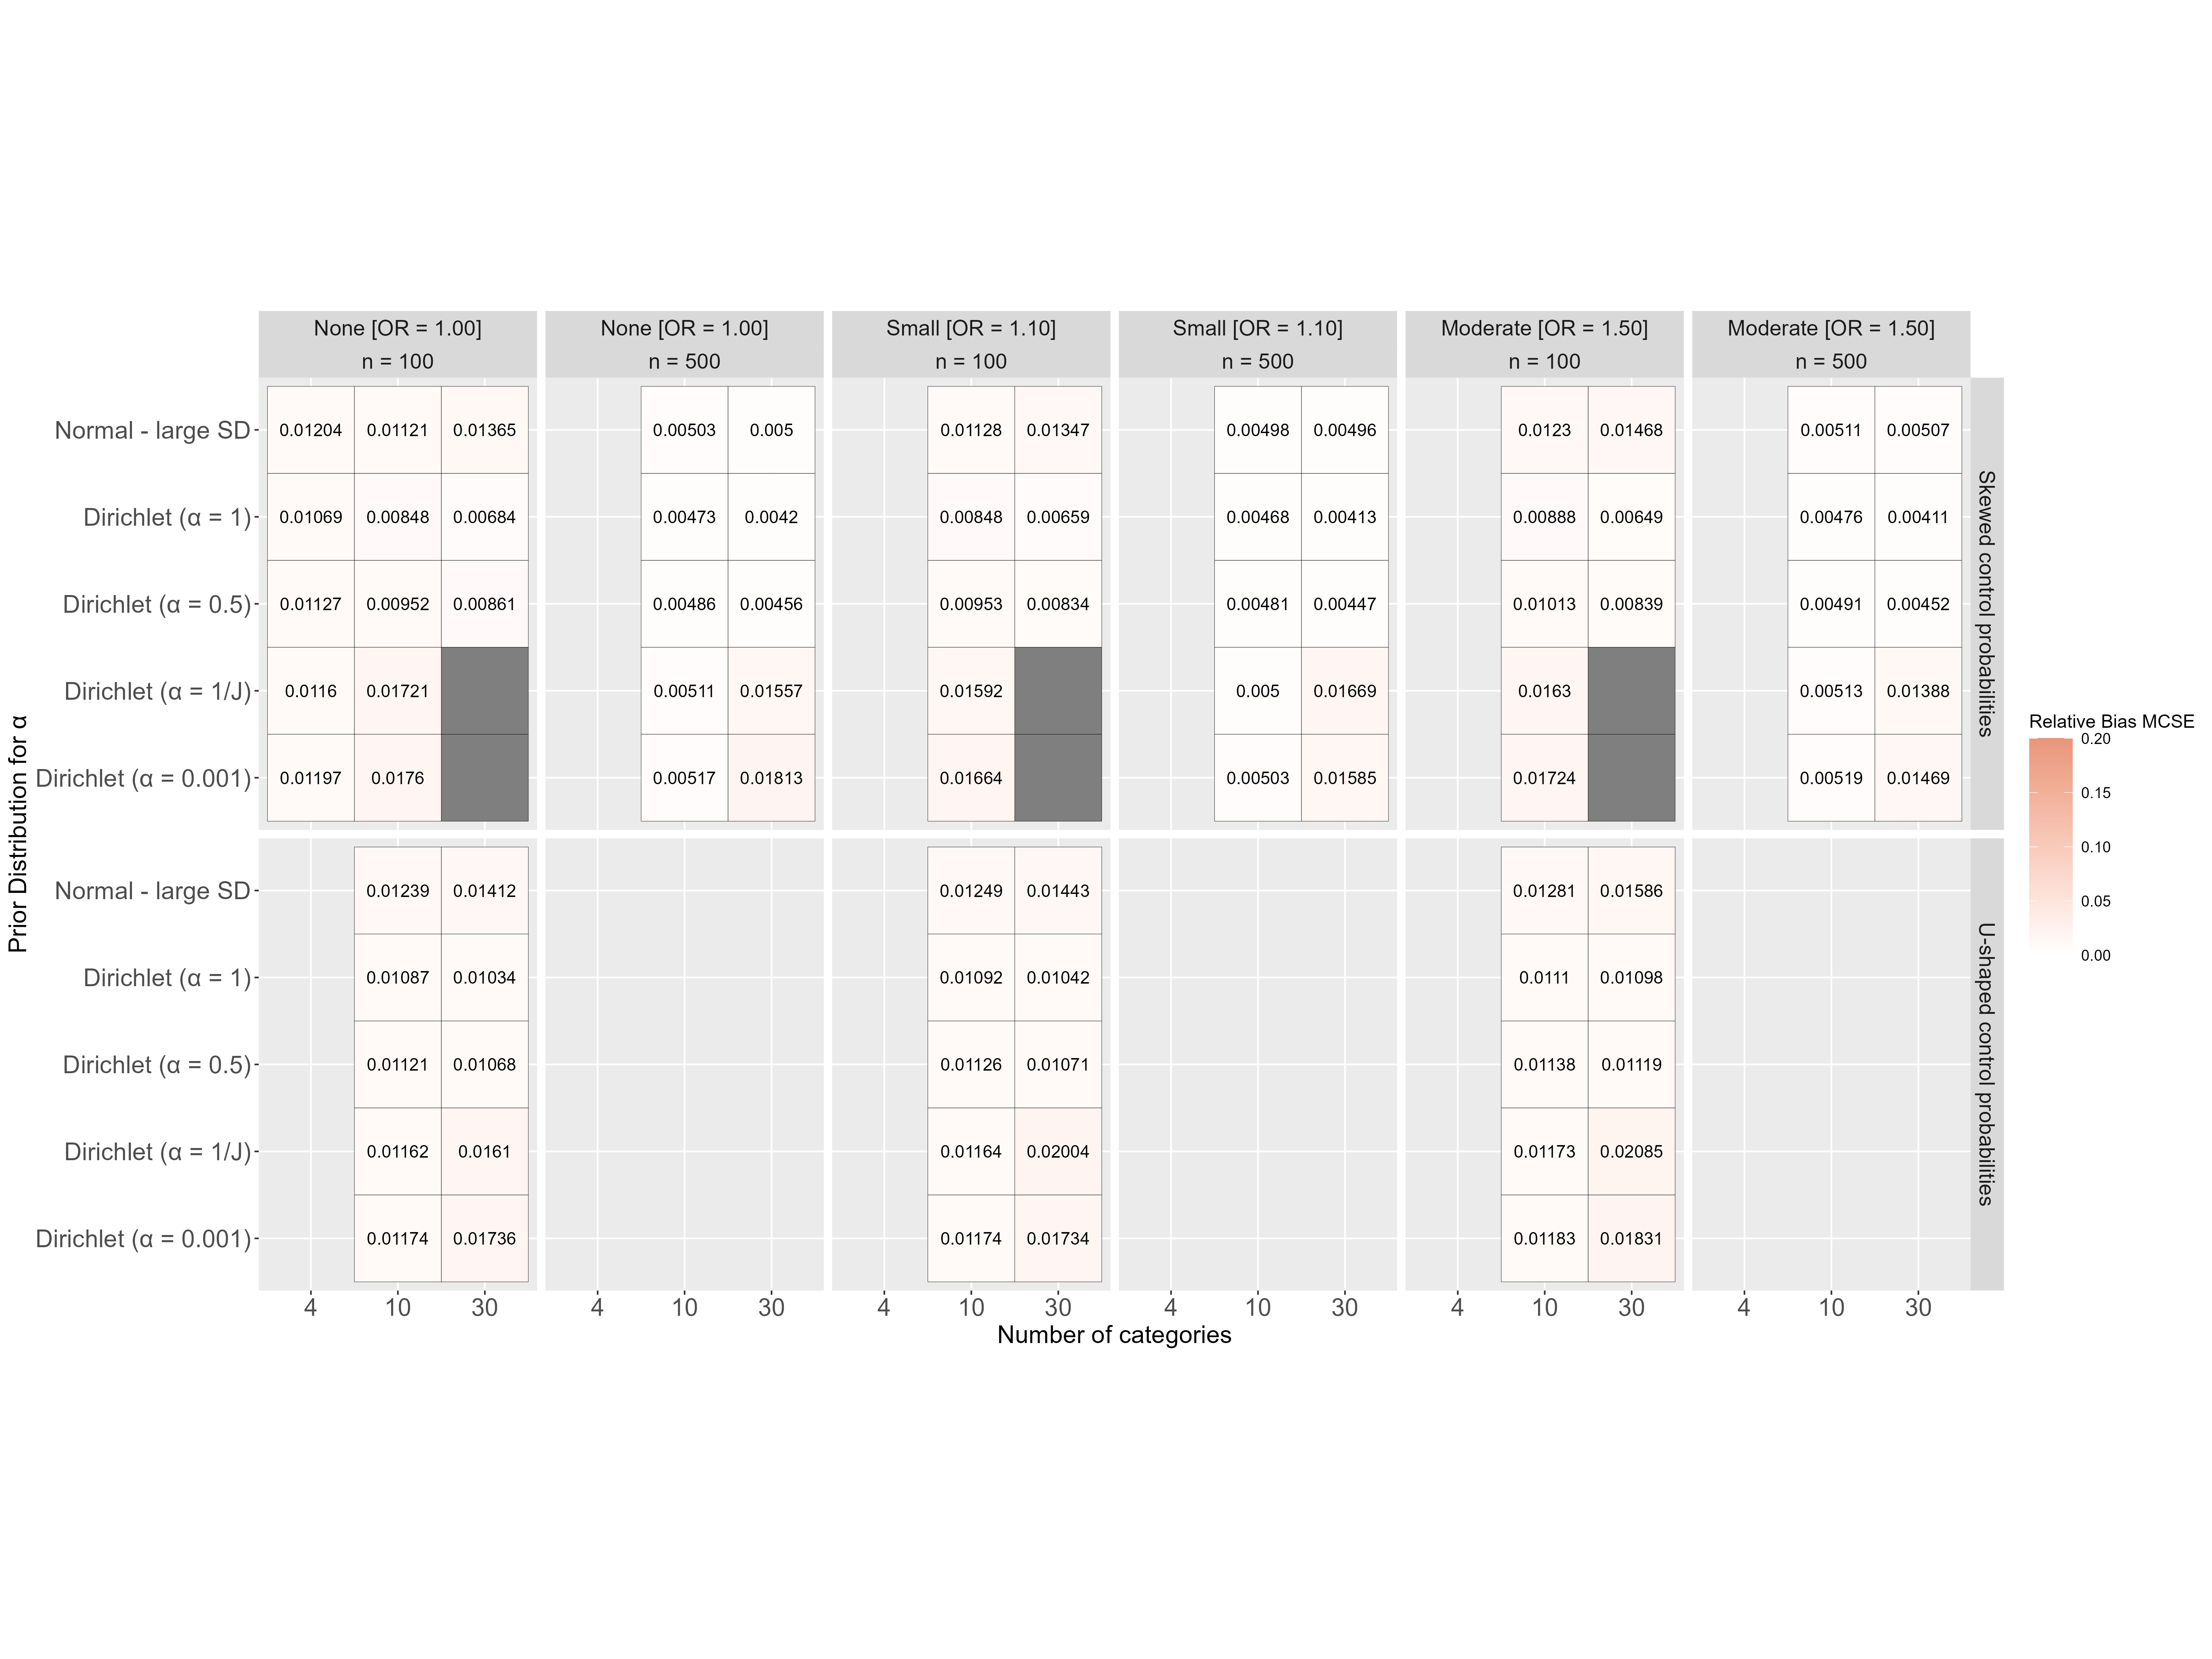 None [OR = 1.00] None [OR = 1.00] Small [OR = 1.10] Small [OR = 1.10] Moderate [OR = 1.50] Moderate [OR = 1.50]
n = 100 n = 500 n = 100 n = 500 n = 100 n = 500
Normal - large SD 0.01204 0.01121 0.01365 0.00503 0.005 0.01128 0.01347 0.00498 0.00496 0.0123 0.01468 0.00511 0.00507
Dirichlet (α = 1) 0.01069 0.00848 0.00684 0.00473 0.0042 0.00848 0.00659 0.00468 0.00413 0.00888 0.00649 0.00476 0.00411
Dirichlet (α = 0.5) 0.01127 0.00952 0.00861 0.00486 0.00456 0.00953 0.00834 0.00481 0.00447 0.01013 0.00839 0.00491 0.00452
Dirichlet (α = 1/J) 0.0116 0.01721 0.00511 0.01557 0.01592 0.005 0.01669 0.0163 0.00513 0.01388
Dirichlet (α = 0.001) 0.01197 0.0176 0.00517 0.01813 0.01664 0.00503 0.01585 0.01724 0.00519 0.01469
Skewed control probabilities
Normal - large SD 0.01239 0.01412 0.01249 0.01443 0.01281 0.01586
Dirichlet (α = 1) 0.01087 0.01034 0.01092 0.01042 0.0111 0.01098
Dirichlet (α = 0.5) 0.01121 0.01068 0.01126 0.01071 0.01138 0.01119
Dirichlet (α = 1/J) 0.01162 0.0161 0.01164 0.02004 0.01173 0.02085
Dirichlet (α = 0.001) 0.01174 0.01736 0.01174 0.01734 0.01183 0.01831
U-shaped control probabilities
4 10 30 4 10 30 4 10 30 4 10 30 4 10 30 4 10 30
Number of categories
Prior Distribution for α
Relative Bias MCSE
0.20
0.15
0.10
0.05
0.00